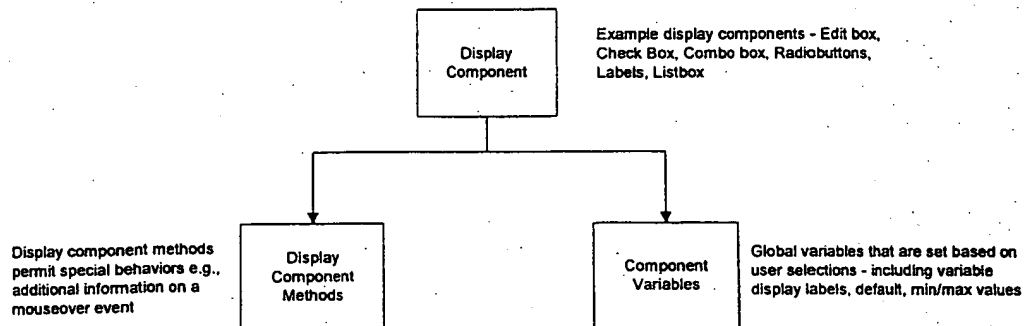 Display
Component
Example display components - Edit box,
Check Box, Combo box, Radiobuttons,
Labels, Listbox
Display component methods
permit special behaviors e.g.,
additional information on a
mouseover event
Display
Component
Methods
Component
Variables
Global variables that are set based on
user selections - including variable
display labels, default, min/max values